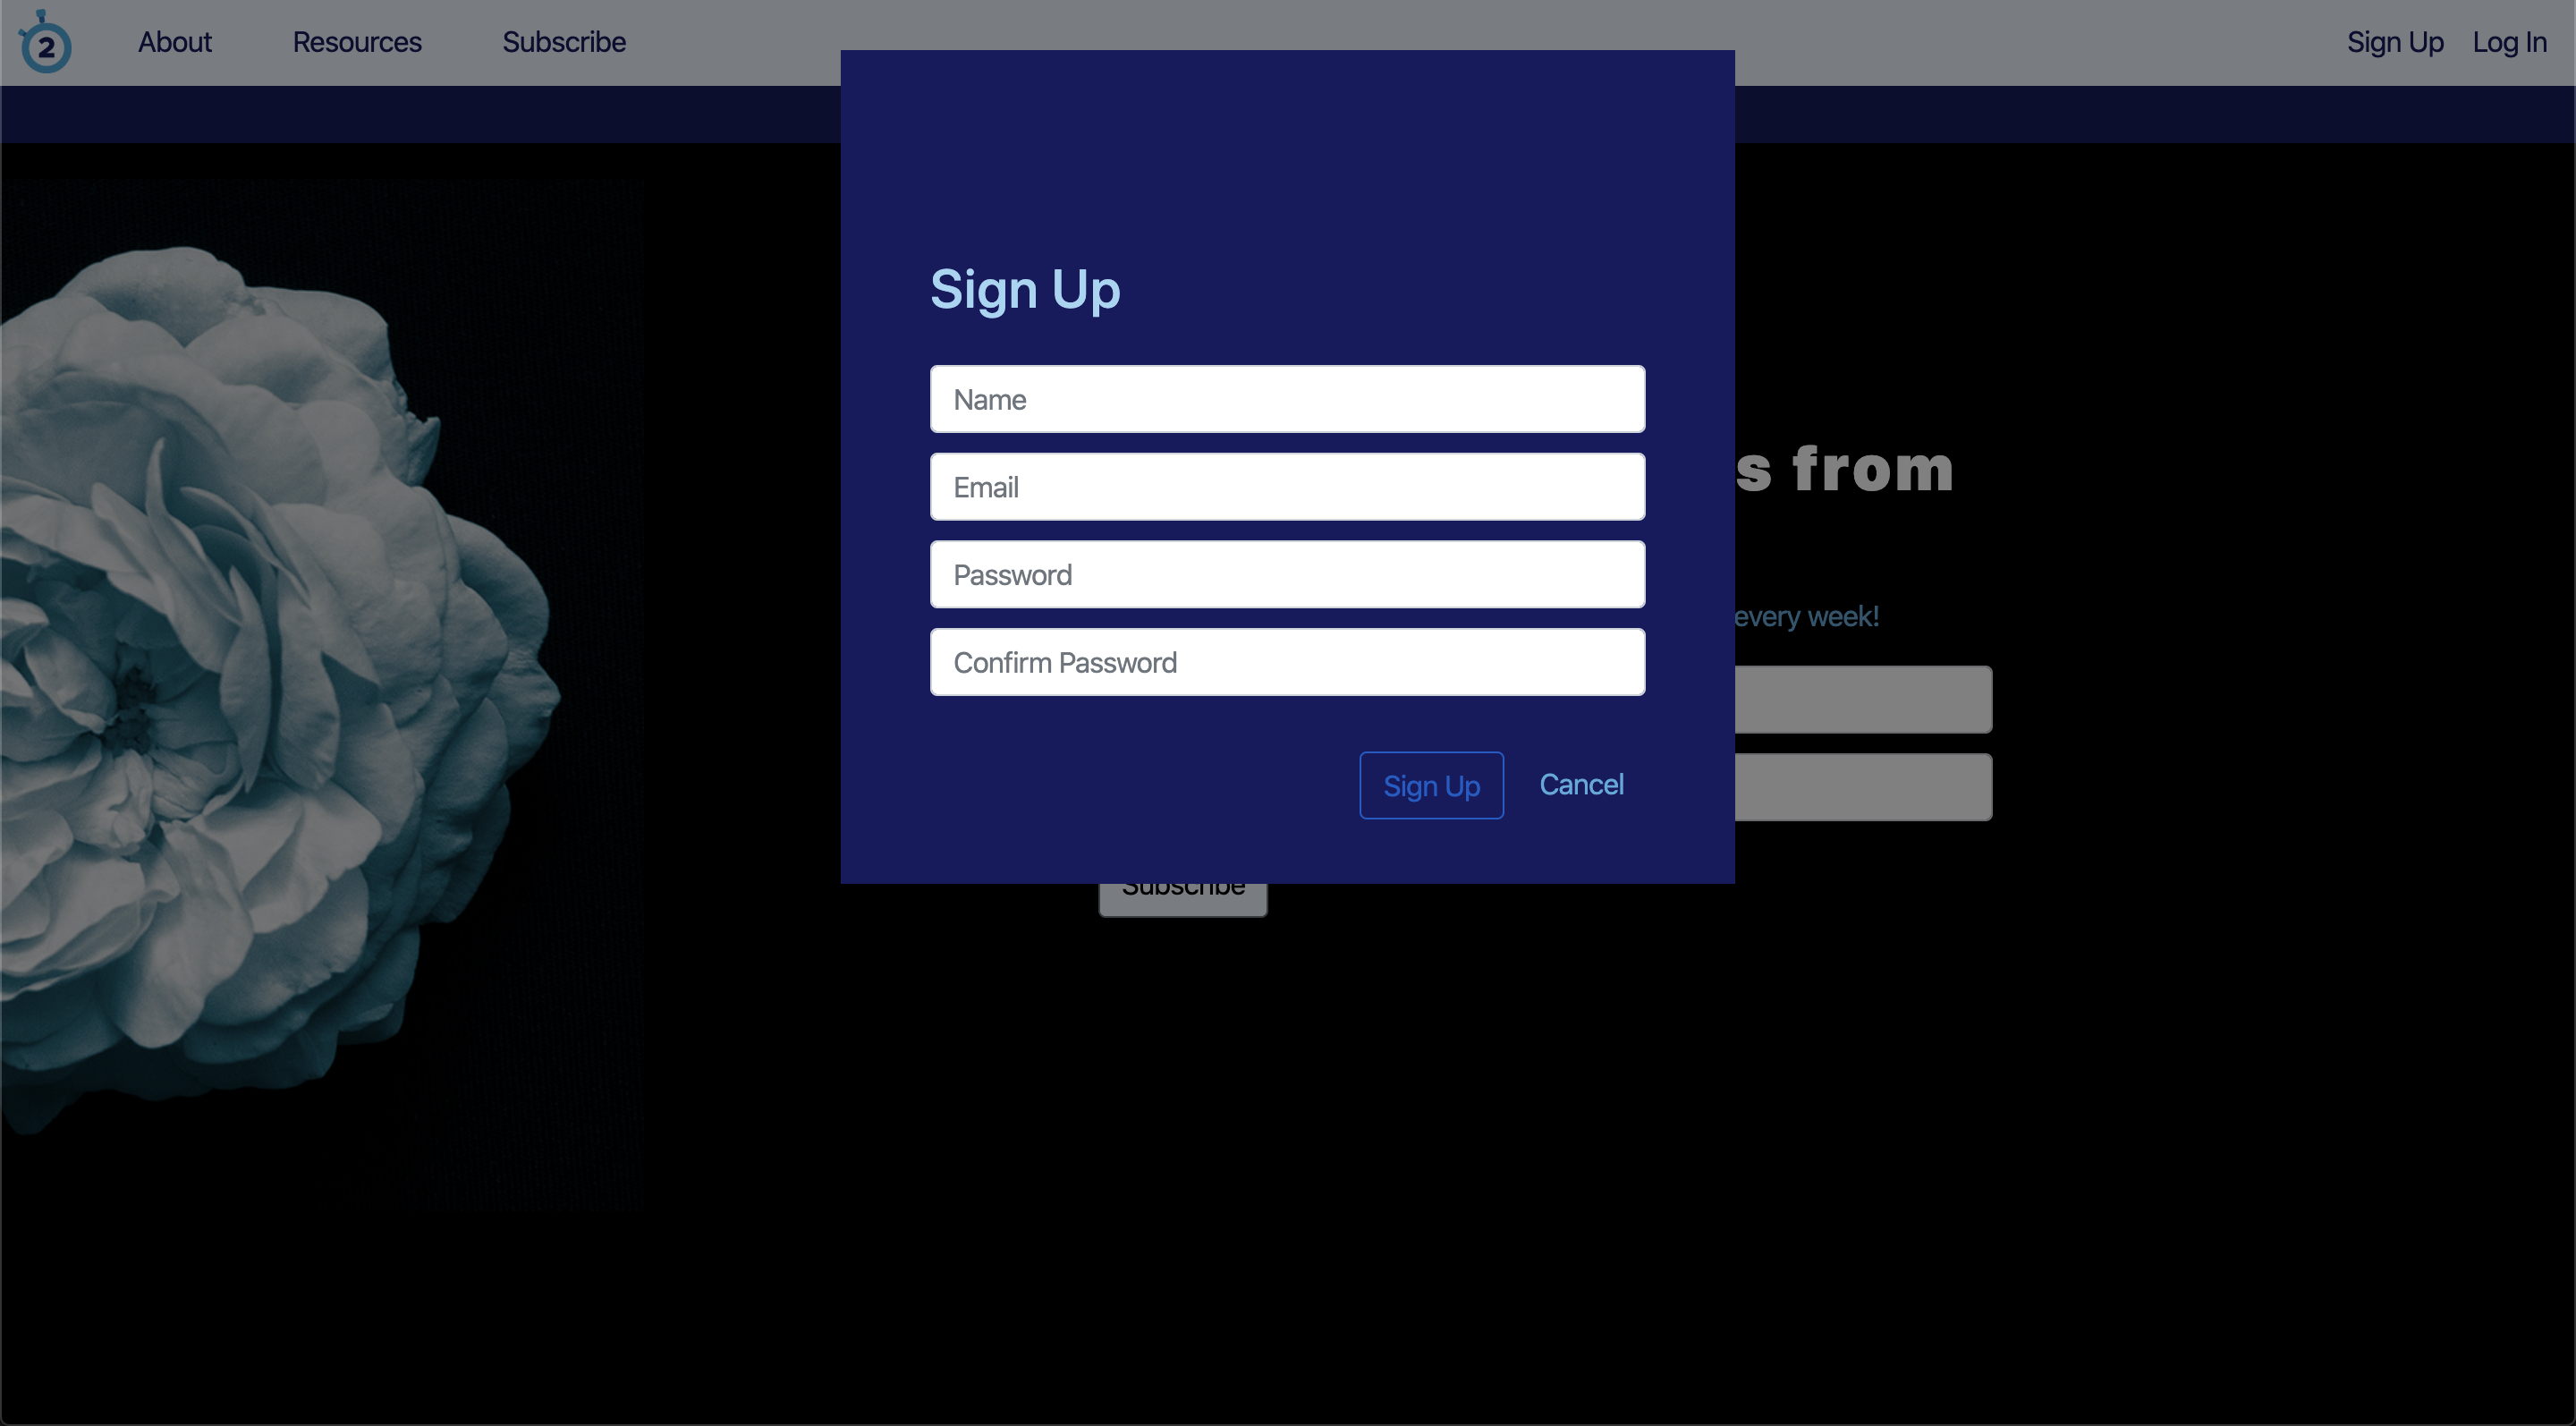 2
About
Resources
Subscribe
Sign Up
Log In
Sign Up
Name
Email
Password
Confirm Password
Sign Up
Cancel
s from
every week!
Subscribe